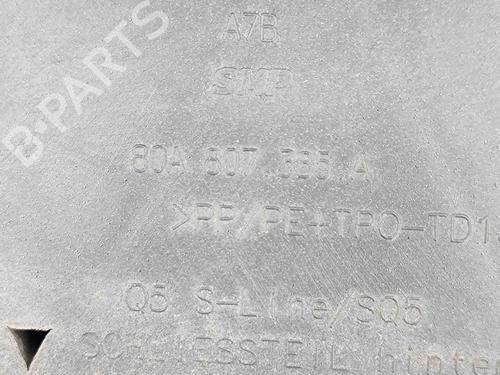 B-PARTS
A7B
SMP
80A 807 385 A
>PP/PE+TPO-TD1
Q5 S-Line/SQ5